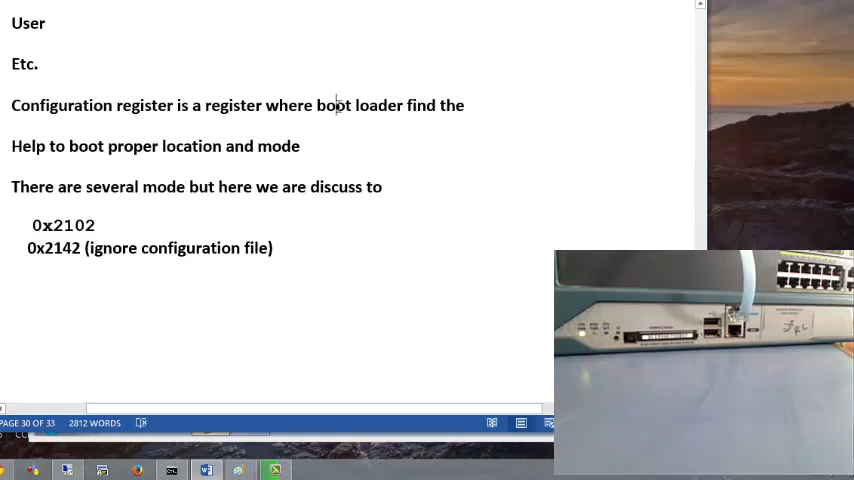 User
Etc.
Configuration register is a register where boot loader find the
Help to boot proper location and mode
There are several mode but here we are discuss to
0x2102
0x2142 (ignore configuration file)
PAGE 30 OF 33 2812 WORDS